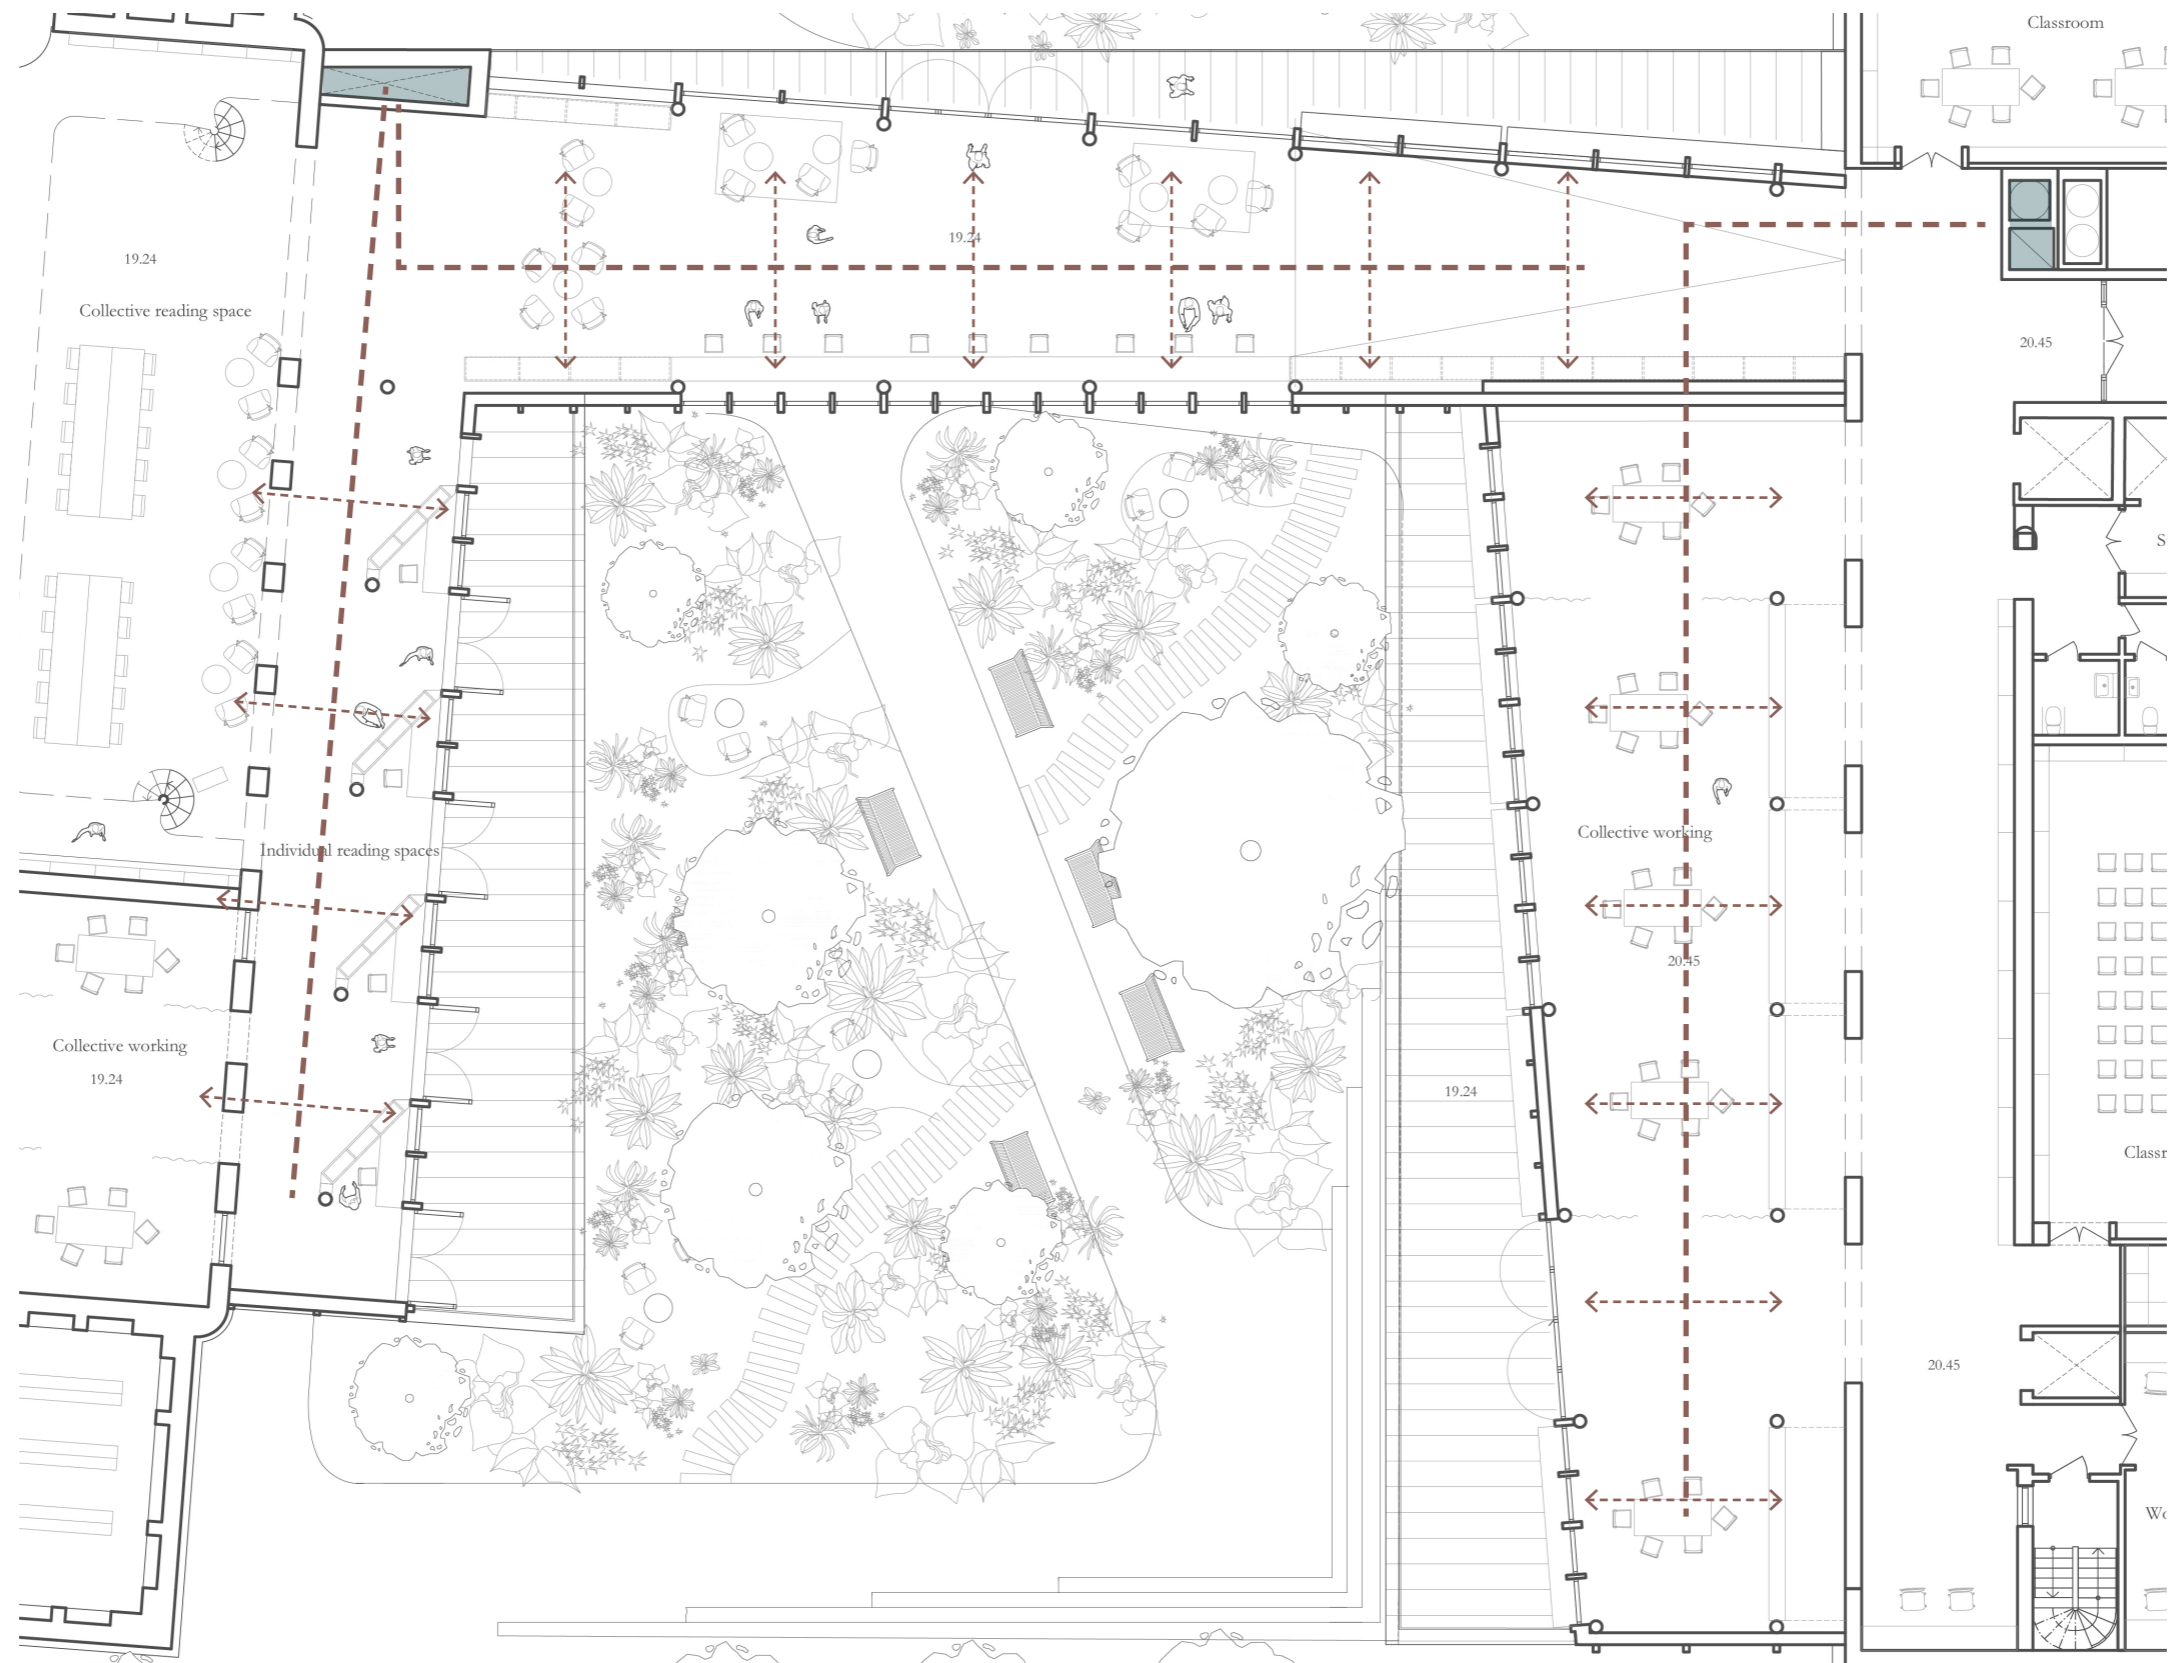 Classroom
19.24
19.24
Collective reading space
20.45
S
Collective working
Individual reading spaces
20.45
Collective working
19.24
19.24
Classr
20.45
Wo